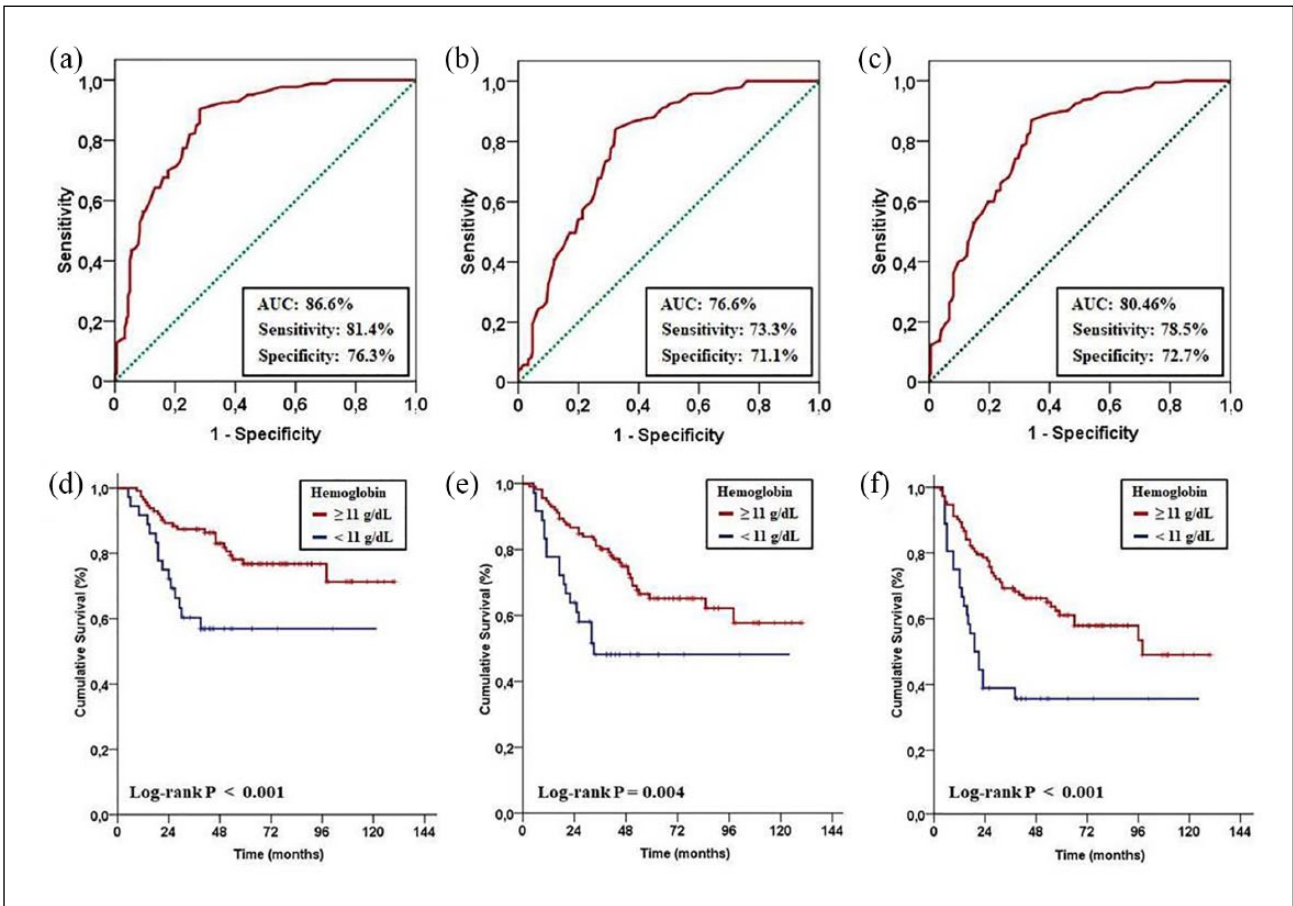 (a)
1,0
0,8
0,6
0,4
0,2
0
Sensitivity
AUC: 86.6%
Sensitivity: 81.4%
Specificity: 76.3%
0 0,2 0,4 0,6 0,8 1,0
1 - Specificity
(b)
1,0
0,8
0,6
0,4
0,2
0
Sensitivity
AUC: 76.6%
Sensitivity: 73.3%
Specificity: 71.1%
0 0,2 0,4 0,6 0,8 1,0
1 - Specificity
(c)
1,0
0,8
0,6
0,4
0,2
0
Sensitivity
AUC: 80.46%
Sensitivity: 78.5%
Specificity: 72.7%
0 0,2 0,4 0,6 0,8 1,0
1 - Specificity
(d)
1,0
0,8
0,6
0,4
0,2
0,0
Cumulative Survival (%)
Hemoglobin
≥ 11 g/dL
< 11 g/dL
Log-rank P < 0.001
0 24 48 72 96 120 144
Time (months)
(e)
1,0
0,8
0,6
0,4
0,2
0,0
Cumulative Survival (%)
Hemoglobin
≥ 11 g/dL
< 11 g/dL
Log-rank P = 0.004
0 24 48 72 96 120 144
Time (months)
(f)
1,0
0,8
0,6
0,4
0,2
0,0
Cumulative Survival (%)
Hemoglobin
≥ 11 g/dL
< 11 g/dL
Log-rank P < 0.001
0 24 48 72 96 120 144
Time (months)